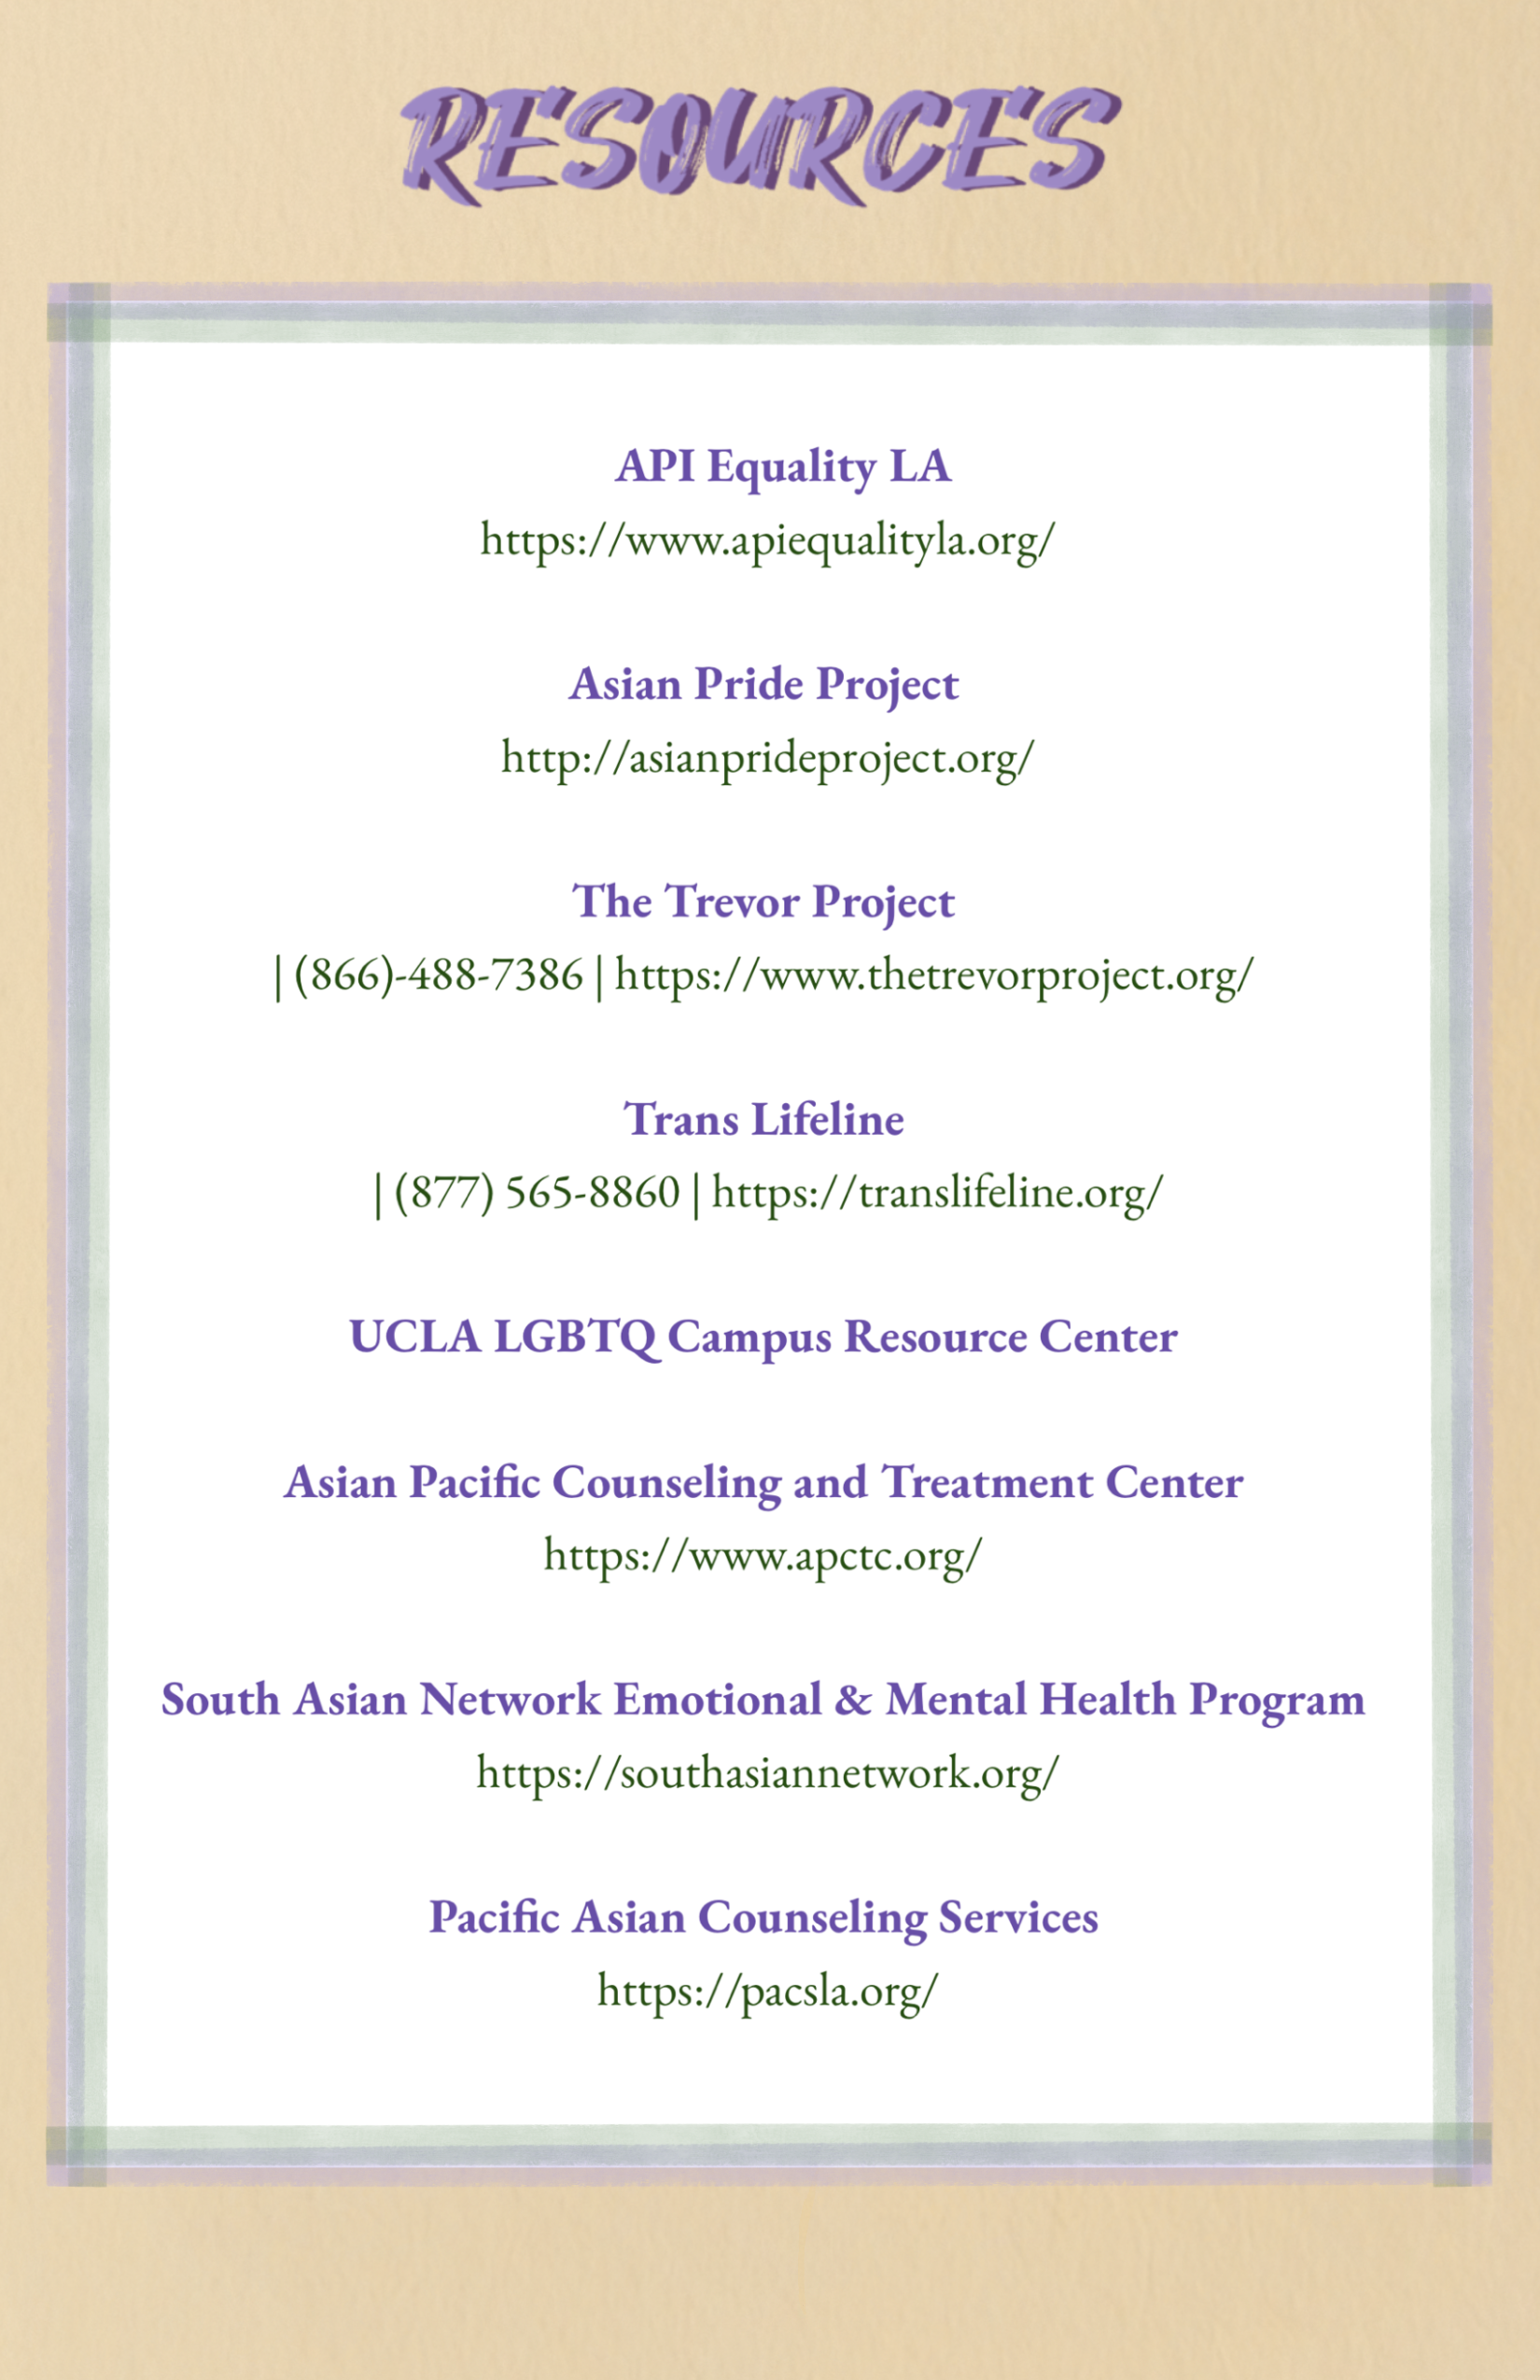 RESOURCES
API Equality LA
https://www.apiequalityla.org/
Asian Pride Project
http://asianprideproject.org/
The Trevor Project
| (866)-488-7386 | https://www.thetrevorproject.org/
Trans Lifeline
| (877) 565-8860 | https://translifeline.org/
UCLA LGBTQ Campus Resource Center
Asian Pacific Counseling and Treatment Center
https://www.apctc.org/
South Asian Network Emotional & Mental Health Program
https://southasiannetwork.org/
Pacific Asian Counseling Services
https://pacsla.org/